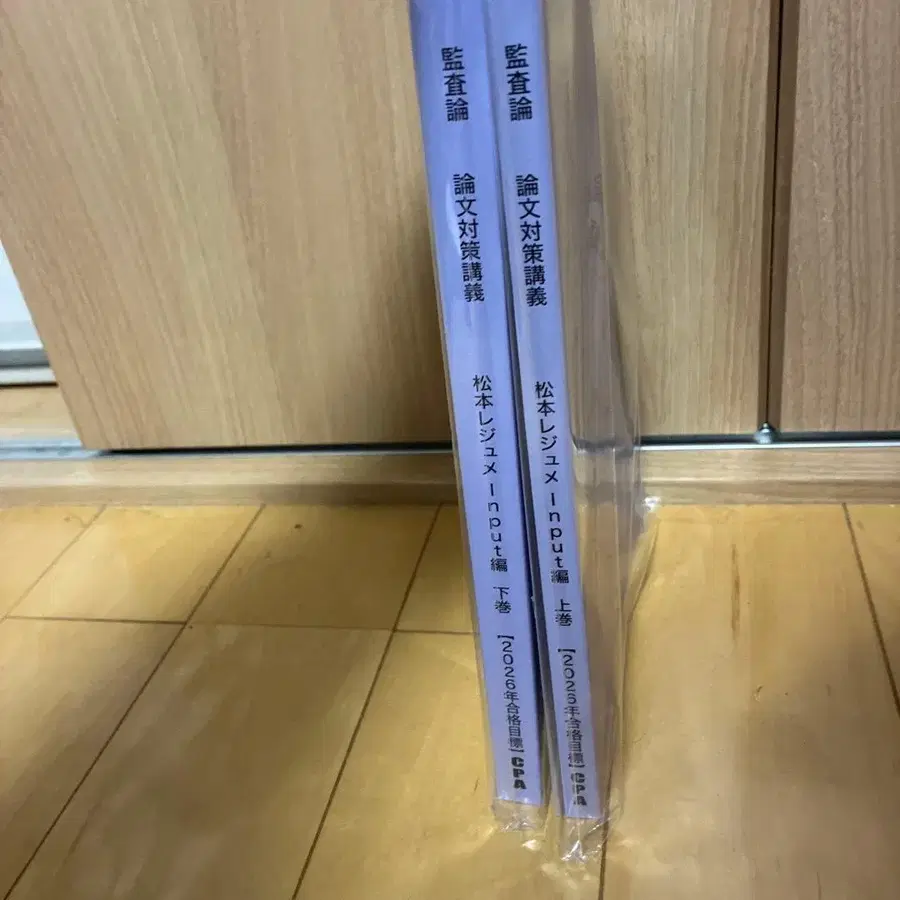 監査論 論文対策講義 松本レジュメ Input編 下巻 【2026年合格目標】 CPA
監査論 論文対策講義 松本レジュメ Input編 上巻 【2026年合格目標】 CPA